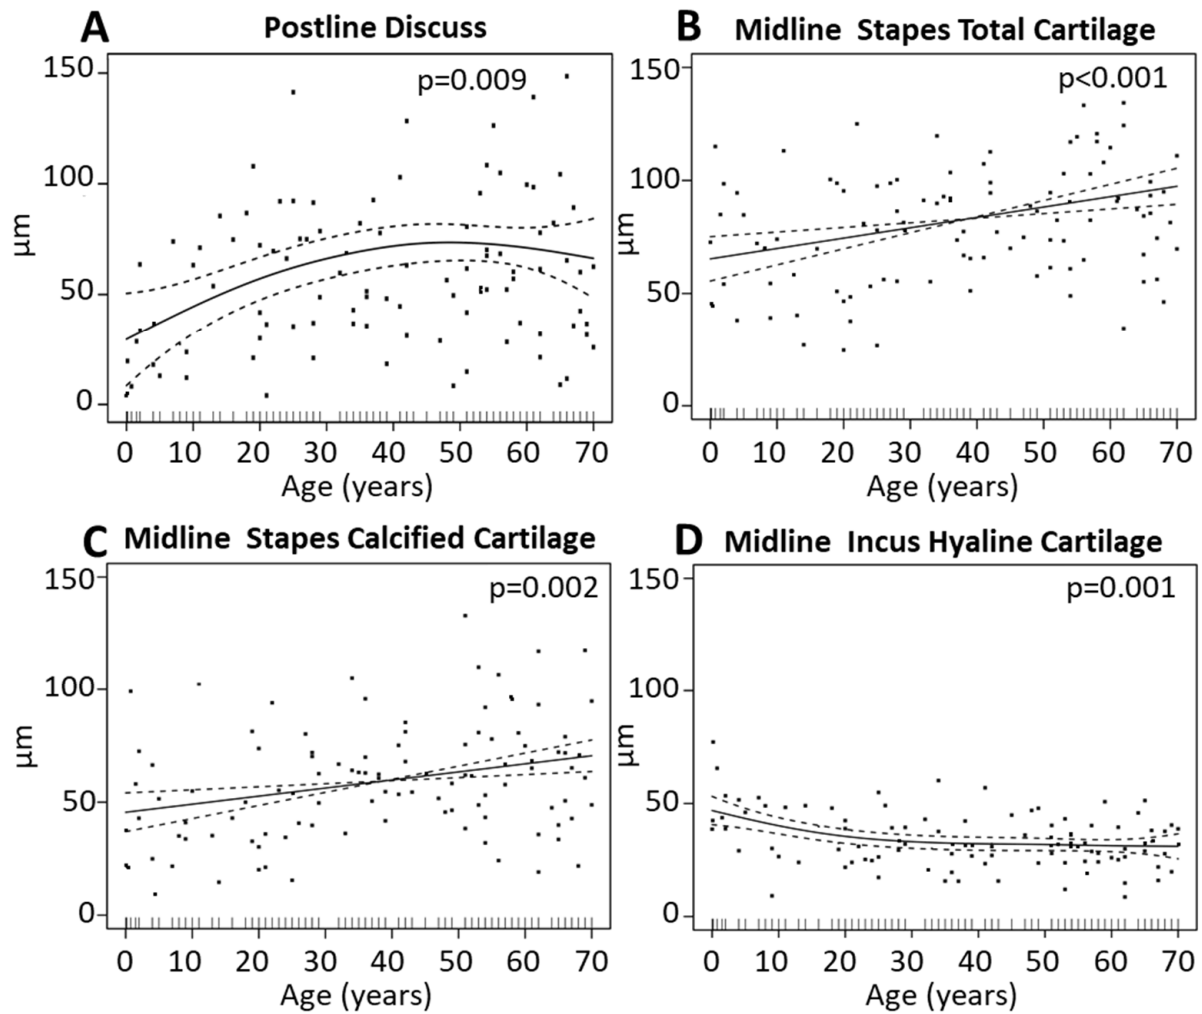 A Postline Discuss
p=0.009
150
100
50
0
µm
0 10 20 30 40 50 60 70
Age (years)
B Midline Stapes Total Cartilage
p<0.001
150
100
50
0
µm
0 10 20 30 40 50 60 70
Age (years)
C Midline Stapes Calcified Cartilage
p=0.002
150
100
50
0
µm
0 10 20 30 40 50 60 70
Age (years)
D Midline Incus Hyaline Cartilage
p=0.001
150
100
50
0
µm
0 10 20 30 40 50 60 70
Age (years)